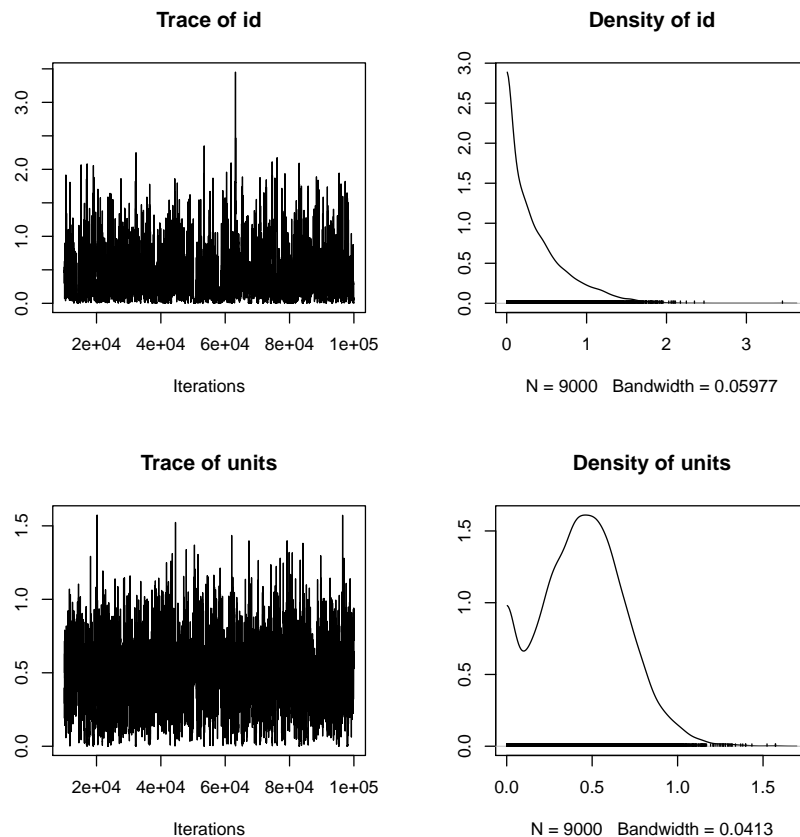 Trace of id
0.0 1.0 2.0 3.0
2e+04 4e+04 6e+04 8e+04 1e+05
Iterations
Density of id
0.0 0.5 1.0 1.5 2.0 2.5 3.0
0 1 2 3
N = 9000 Bandwidth = 0.05977
Trace of units
0.0 0.5 1.0 1.5
2e+04 4e+04 6e+04 8e+04 1e+05
Iterations
Density of units
0.0 0.5 1.0 1.5
0.0 0.5 1.0 1.5
N = 9000 Bandwidth = 0.0413